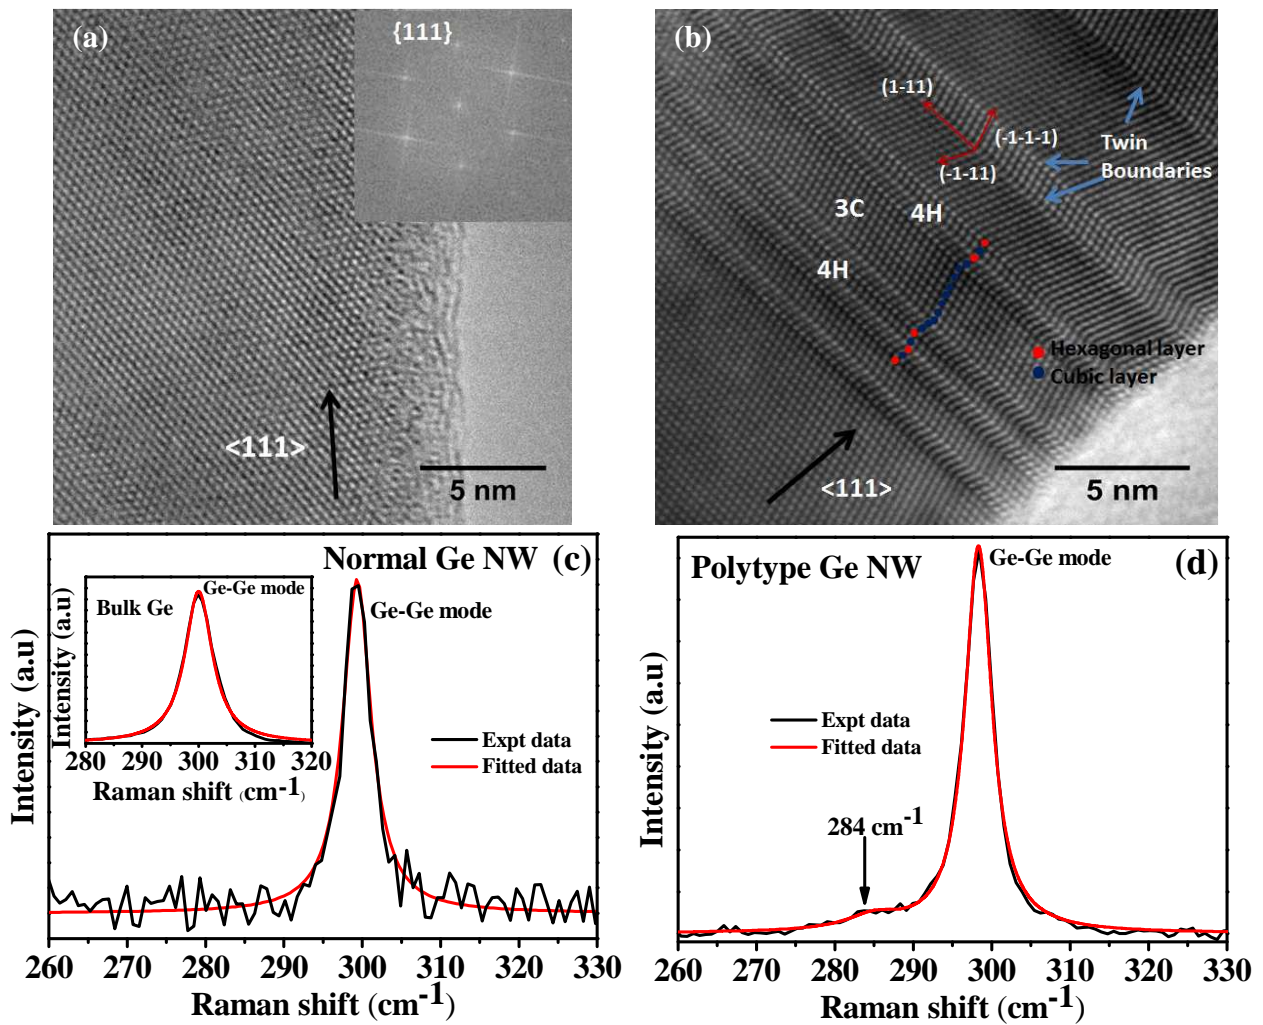 (a)
{111}
<111>
5 nm
(b)
(1-11)
(-1-1-1)
(-1-11)
Twin
Boundaries
3C
4H
4H
Hexagonal layer
Cubic layer
<111>
5 nm
Normal Ge NW (c)
Ge-Ge mode
Bulk Ge
Ge-Ge mode
Intensity (a.u)
280 290 300 310 320
Raman shift (cm-1)
Expt data
Fitted data
Intensity (a.u)
260 270 280 290 300 310 320 330
Raman shift (cm-1)
Polytype Ge NW
Ge-Ge mode
(d)
Expt data
Fitted data
284 cm-1
Intensity (a.u)
260 270 280 290 300 310 320 330
Raman shift (cm-1)